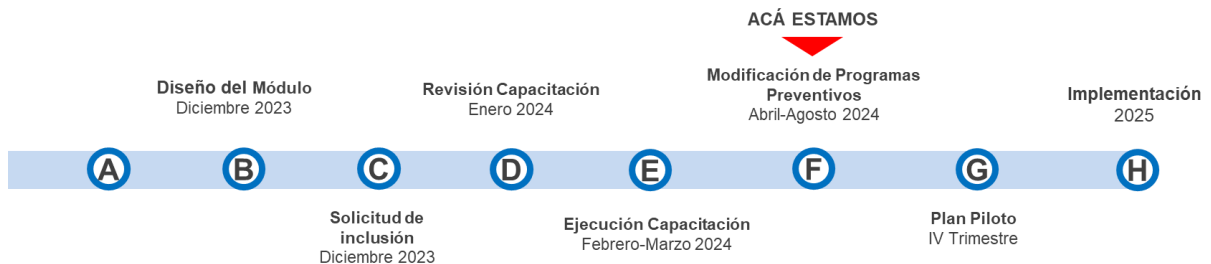 ACÁ ESTAMOS
Diseño del Módulo
Diciembre 2023
Revisión Capacitación
Enero 2024
Modificación de Programas
Preventivos
Abril-Agosto 2024
Implementación
2025
A
B
C
D
E
F
G
H
Solicitud de
inclusión
Diciembre 2023
Ejecución Capacitación
Febrero-Marzo 2024
Plan Piloto
IV Trimestre